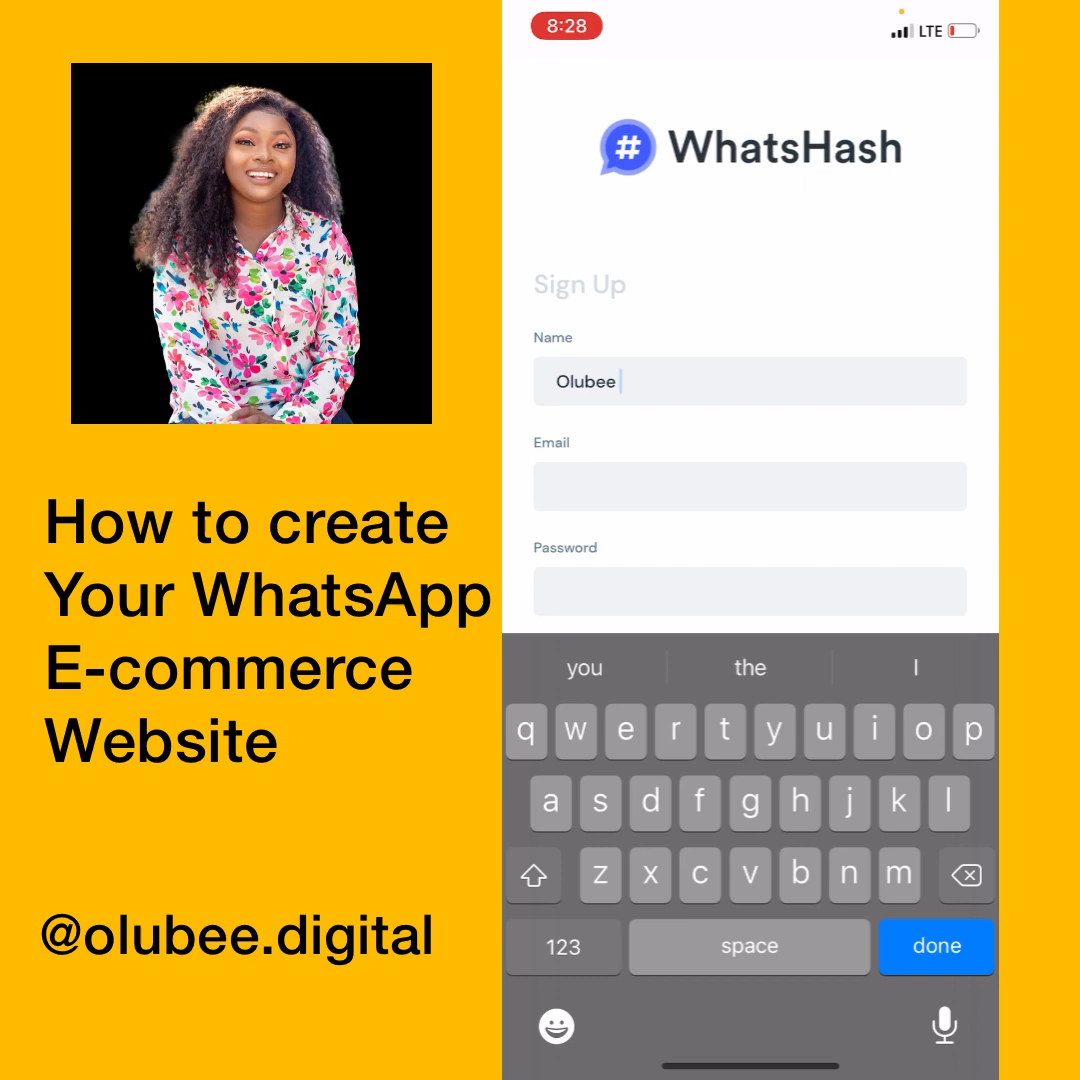 How to create
Your WhatsApp
E-commerce
Website
@olubee.digital
8:28
LTE
# WhatsHash
Sign Up
Name
Olubee
Email
Password
you the I
q w e r t y u i o p
a s d f g h j k l
z x c v b n m
123 space done